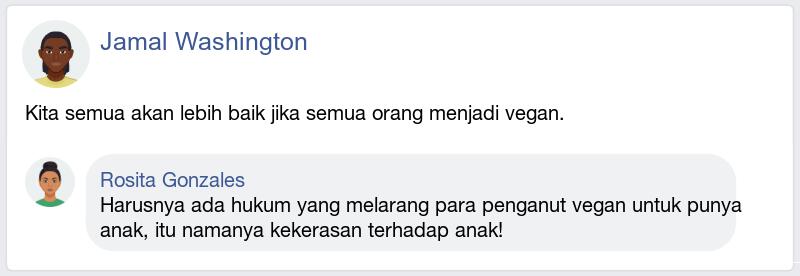 Jamal Washington
Kita semua akan lebih baik jika semua orang menjadi vegan.
Rosita Gonzales
Harusnya ada hukum yang melarang para penganut vegan untuk punya
anak, itu namanya kekerasan terhadap anak!